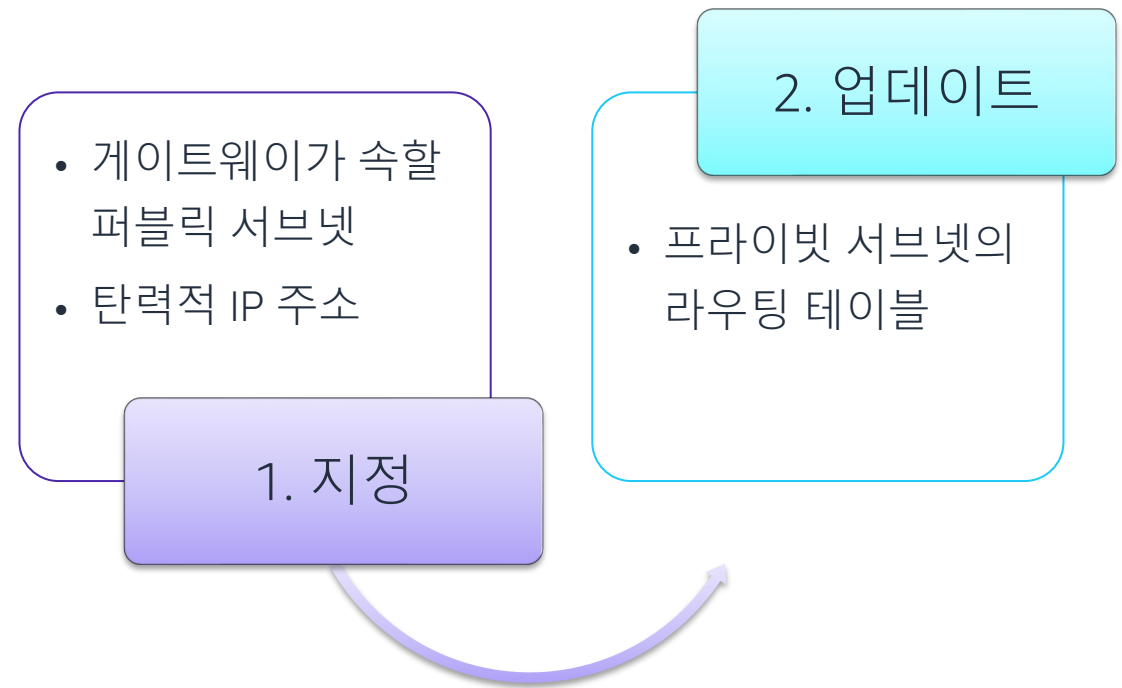 • 게이트웨이가 속할
퍼블릭 서브넷
• 탄력적 IP 주소
1. 지정
2. 업데이트
• 프라이빗 서브넷의
라우팅 테이블